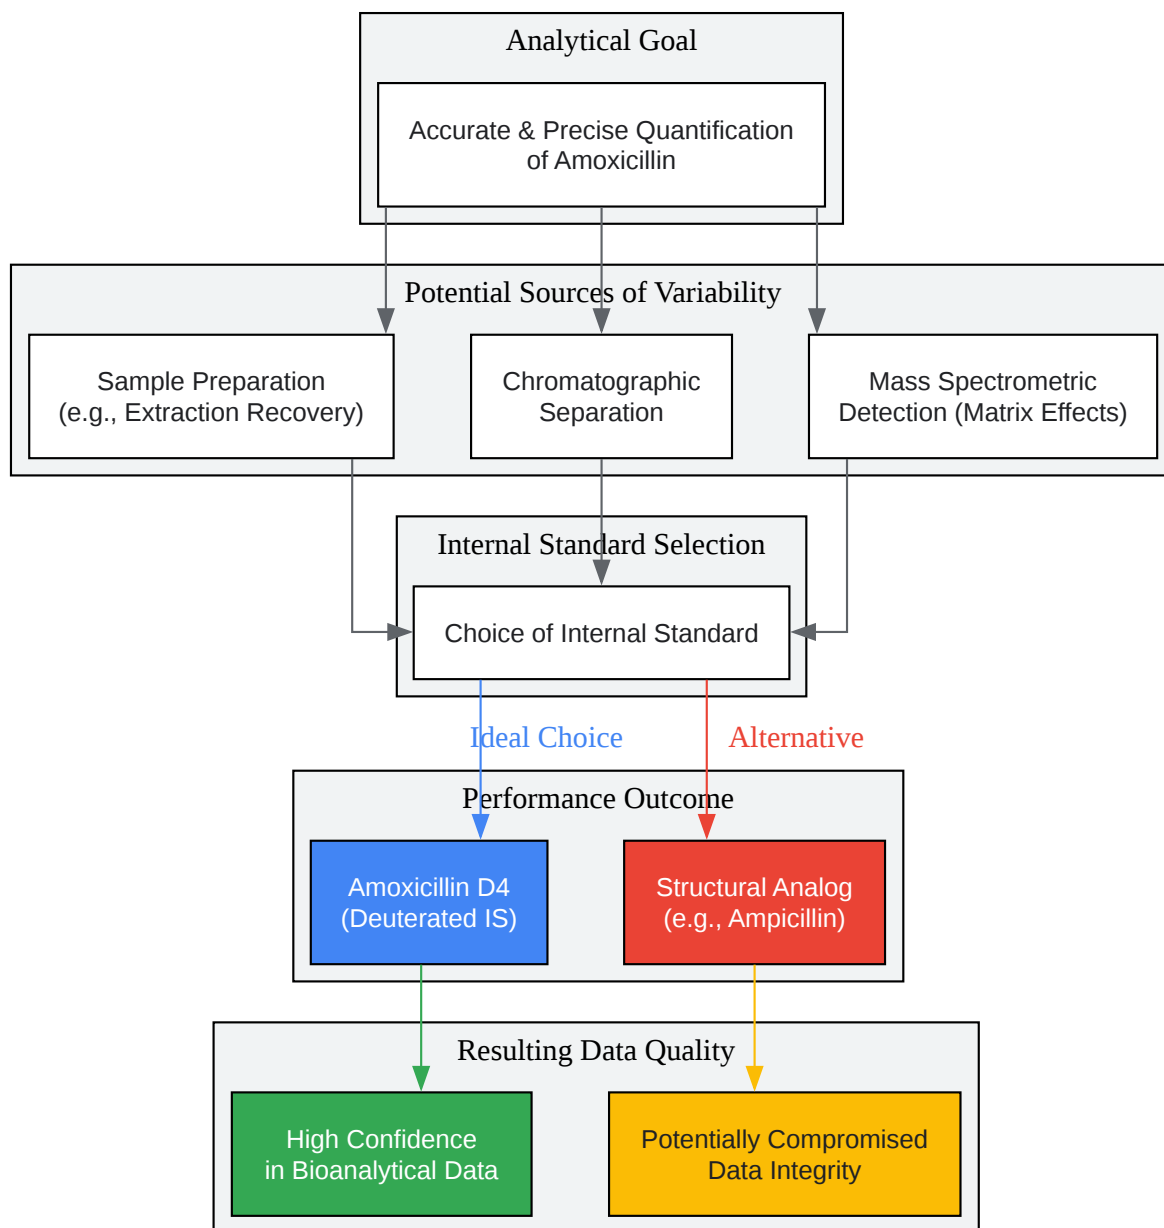 Analytical Goal
Accurate & Precise Quantification
of Amoxicillin
Potential Sources of Variability
Sample Preparation
(e.g., Extraction Recovery)
Chromatographic
Separation
Mass Spectrometric
Detection (Matrix Effects)
Internal Standard Selection
Choice of Internal Standard
Ideal Choice
Alternative
Performance Outcome
Amoxicillin D4
(Deuterated IS)
Structural Analog
(e.g., Ampicillin)
Resulting Data Quality
High Confidence
in Bioanalytical Data
Potentially Compromised
Data Integrity